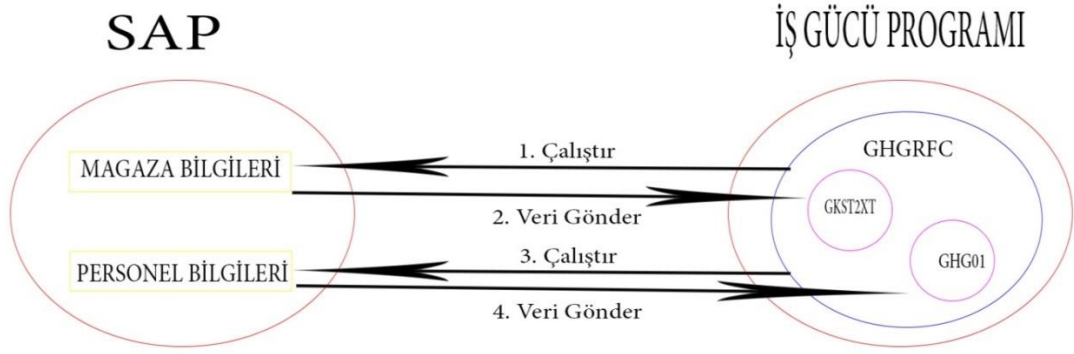 SAP
İŞ GÜCÜ PROGRAMI
MAGAZA BİLGİLERİ
1. Çalıştır
GHGRFC
2. Veri Gönder
GKST2XT
PERSONEL BİLGİLERİ
3. Çalıştır
GHG01
4. Veri Gönder